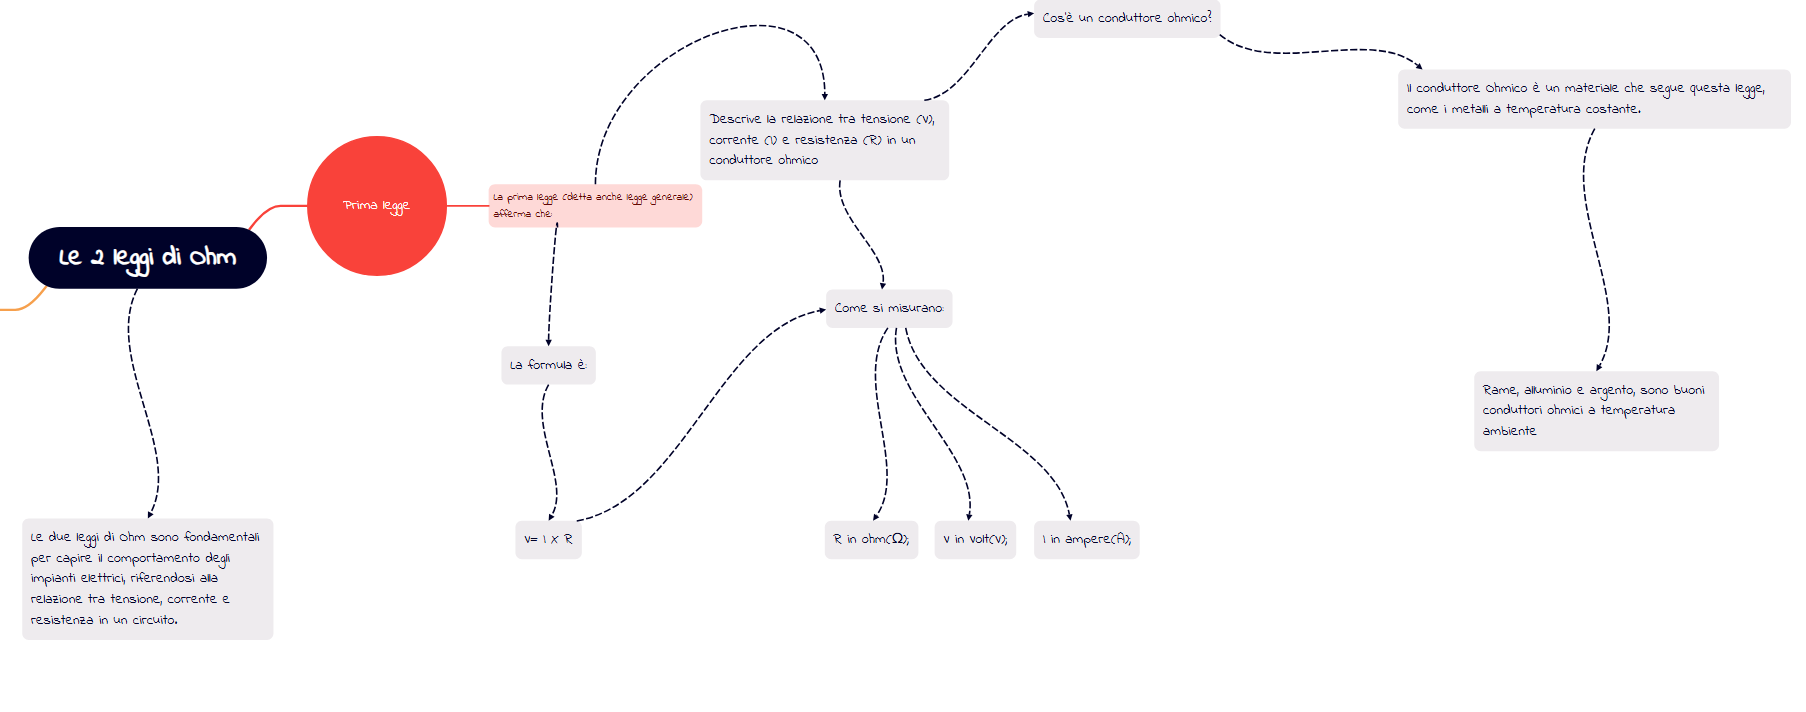 Cos'è un conduttore ohmico?
Il conduttore Ohmico è un materiale che segue questa legge,
come i metalli a temperatura costante.
Descrive la relazione tra tensione (V),
corrente (I) e resistenza (R) in un
conduttore ohmico
Prima legge
La prima legge (detta anche legge generale)
afferma che:
Le 2 leggi di Ohm
Come si misurano:
La formula è:
Rame, alluminio e argento, sono buoni
conduttori ohmici a temperatura
ambiente
V= I X R
R in ohm(Ω);
V in volt(V);
I in ampere(A);
Le due leggi di Ohm sono fondamentali
per capire il comportamento degli
impianti elettrici, riferendosi alla
relazione tra tensione, corrente e
resistenza in un circuito.